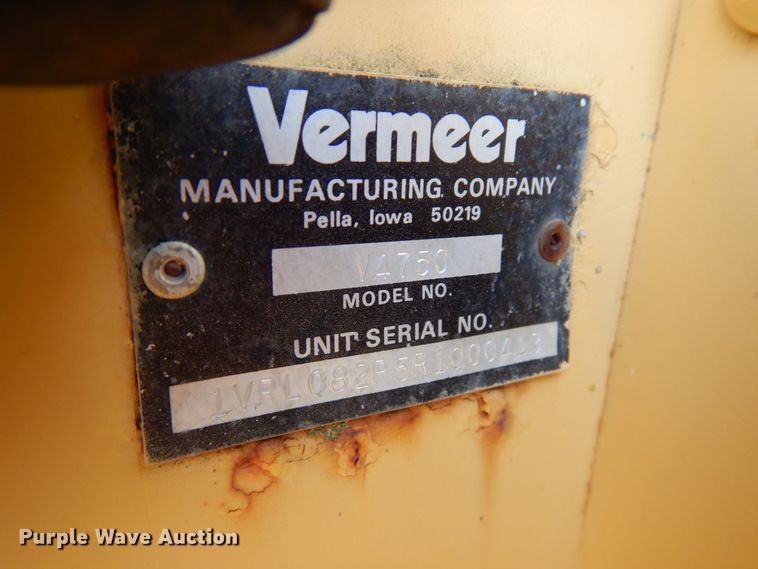 Vermeer
MANUFACTURING COMPANY
Pella, Iowa 50219
V4750
MODEL NO.
UNIT SERIAL NO.
Purple Wave Auction